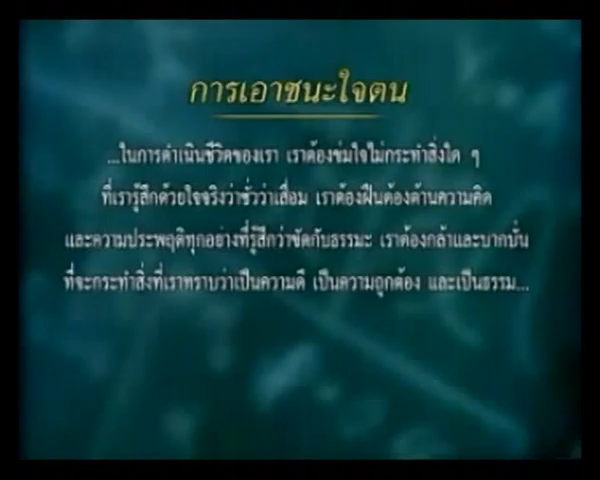 การเอาชนะใจตน
...ในการดำเนินชีวิตของเรา เราต้องข่มใจไม่กระทำสิ่งใด ๆ
ที่เรารู้สึกด้วยใจจริงว่าชั่วว่าเสื่อม เราต้องฝืนต้องต้านความคิด
และความประพฤติทุกอย่างที่รู้สึกว่าขัดกับธรรมะ เราต้องกล้าและบากบั่น
ที่จะกระทำสิ่งที่เราทราบว่าเป็นความดี เป็นความถูกต้อง และเป็นธรรม...